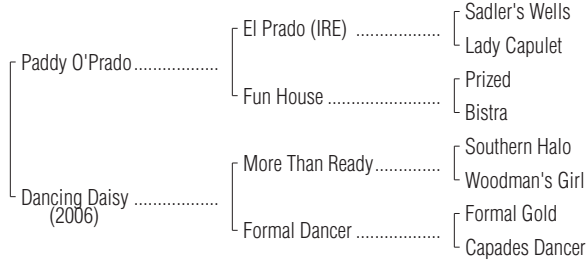 Sadler's Wells
El Prado (IRE) ..................
Lady Capulet
Paddy O'Prado..................
Prized
Fun House ........................
Bistra
Southern Halo
More Than Ready..............
Woodman's Girl
Dancing Daisy ..................
(2006)
Formal Gold
Formal Dancer ..................
Capades Dancer